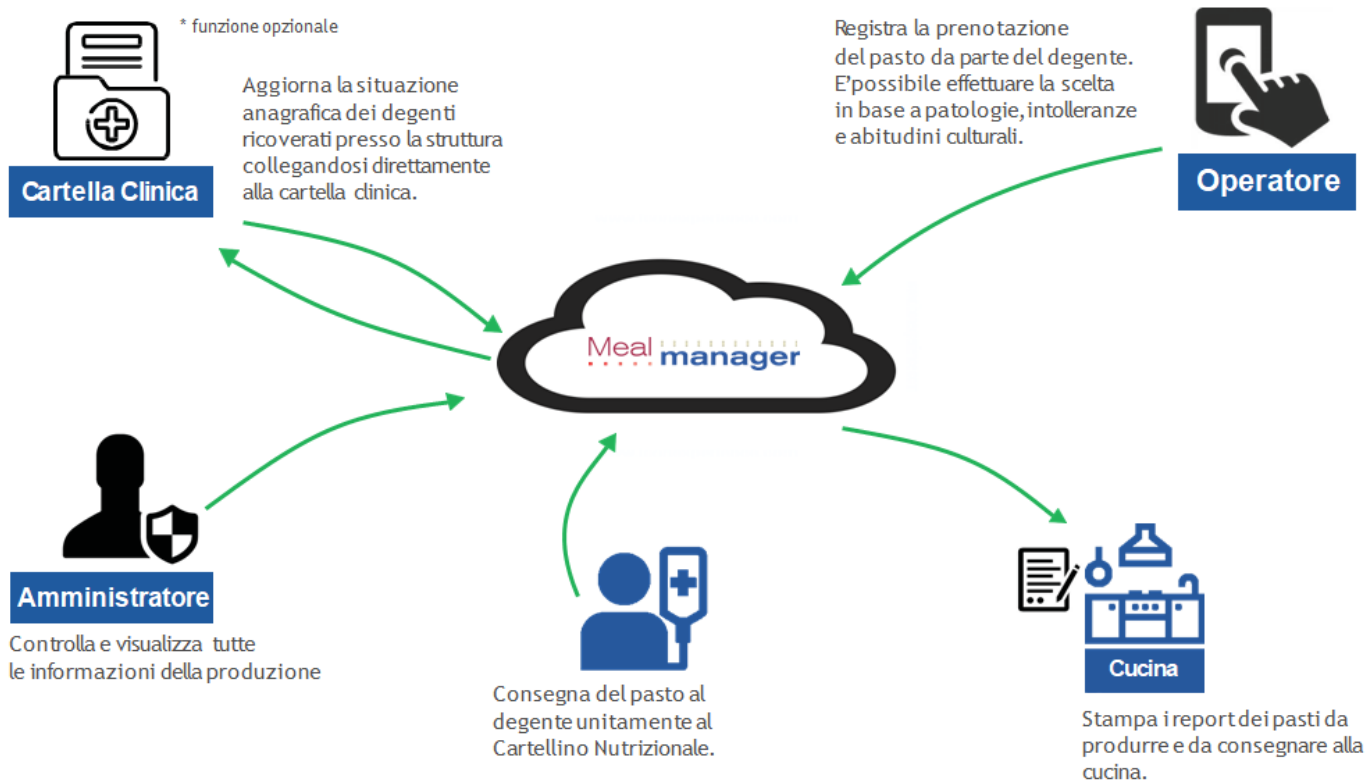 * funzione opzionale
Aggiorna la situazione
anagrafica dei degenti
ricoverati presso la struttura
collegandosi direttamente
alla cartella clinica.
Cartella Clinica
Registra la prenotazione
del pasto da parte del degente.
E'possibile effettuare la scelta
in base a patologie, intolleranze
e abitudini culturali.
Operatore
Meal manager
Amministratore
Controlla e visualizza tutte
le informazioni della produzione
Consegna del pasto al
degente unitamente al
Cartellino Nutrizionale.
Cucina
Stampa i report dei pasti da
produrre e da consegnare alla
cucina.